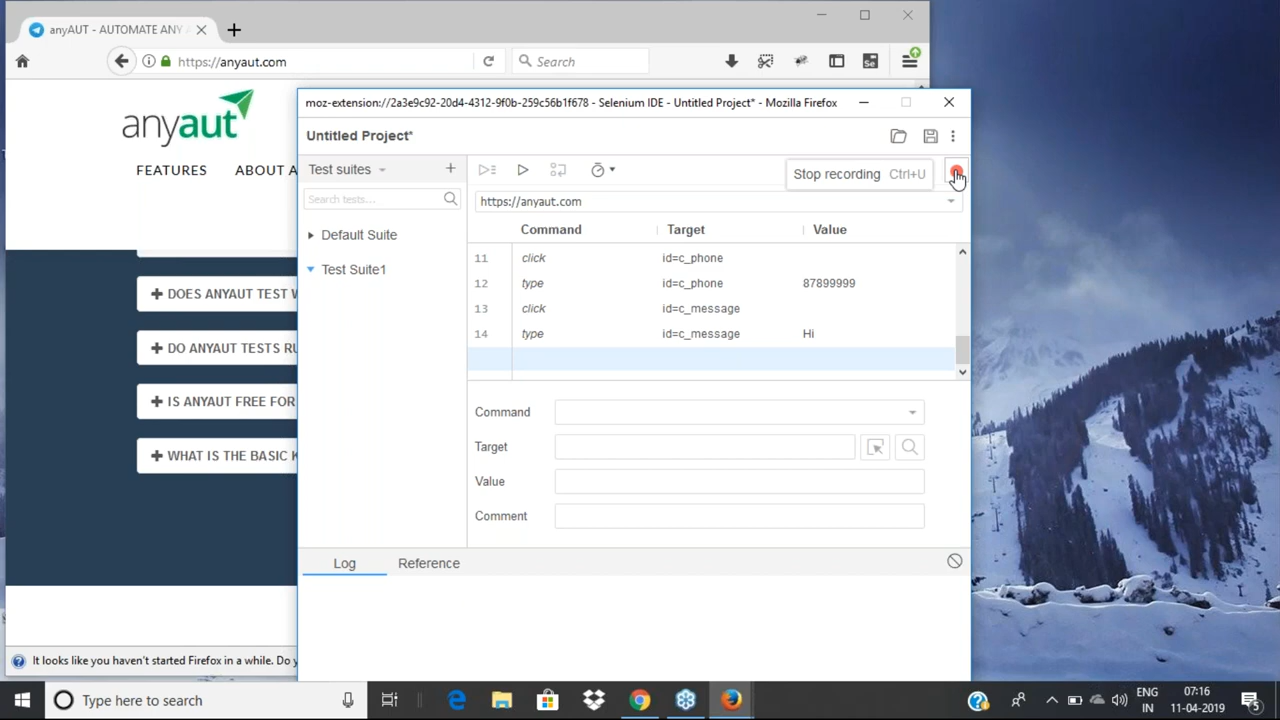 anyAUT - AUTOMATE ANY
https://anyaut.com
Search
anyaut
FEATURES
ABOUT A
DOES ANYAUT TEST W
DO ANYAUT TESTS RU
IS ANYAUT FREE FOR
WHAT IS THE BASIC K
It looks like you haven't started Firefox in a while. Do y
moz-extension://2a3e9c92-20d4-4312-9f0b-259c56b1f678 - Selenium IDE - Untitled Project* - Mozilla Firefox
Untitled Project*
Test suites
Search tests....
Default Suite
Test Suite1
Stop recording Ctrl+U
https://anyaut.com
Command Target Value
11 click id=c_phone
12 type id=c_phone 87899999
13 click id=c_message
14 type id=c_message Hi
Command
Target
Value
Comment
Log Reference
Type here to search
ENG
IN
07:16
11-04-2019
5